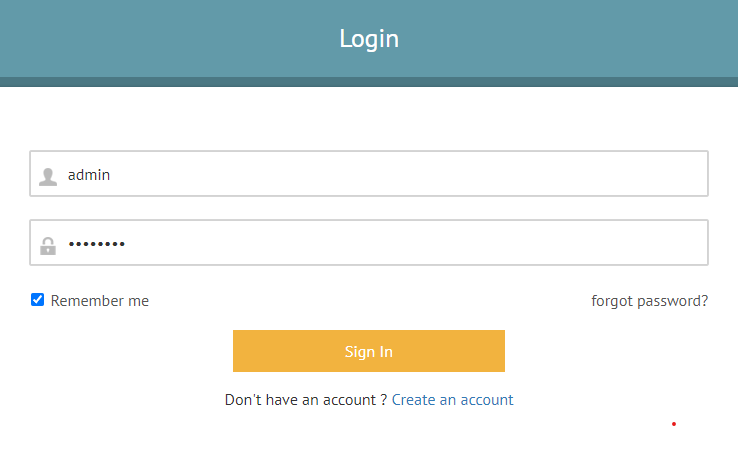 Login
admin
••••••••
Remember me
forgot password?
Sign In
Don't have an account ? Create an account